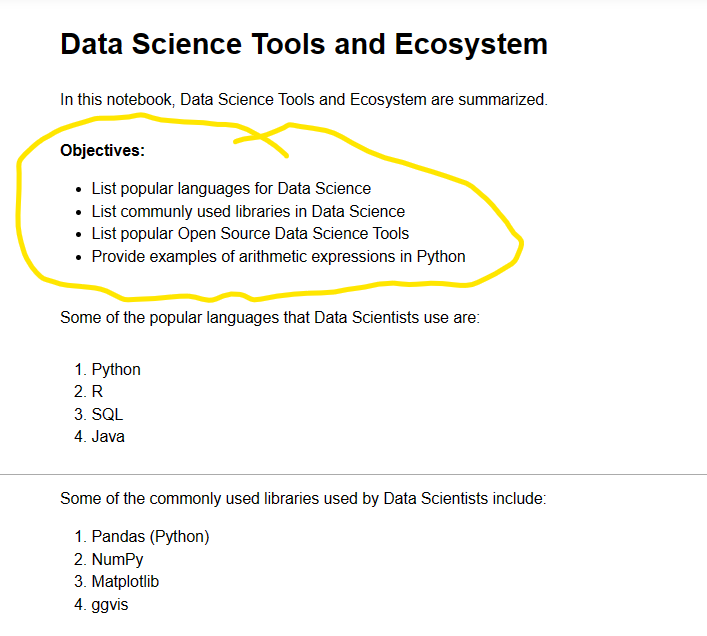 Data Science Tools and Ecosystem
In this notebook, Data Science Tools and Ecosystem are summarized.
Objectives:
• List popular languages for Data Science
• List communly used libraries in Data Science
• List popular Open Source Data Science Tools
• Provide examples of arithmetic expressions in Python
Some of the popular languages that Data Scientists use are:
1. Python
2. R
3. SQL
4. Java
Some of the commonly used libraries used by Data Scientists include:
1. Pandas (Python)
2. NumPy
3. Matplotlib
4. ggvis